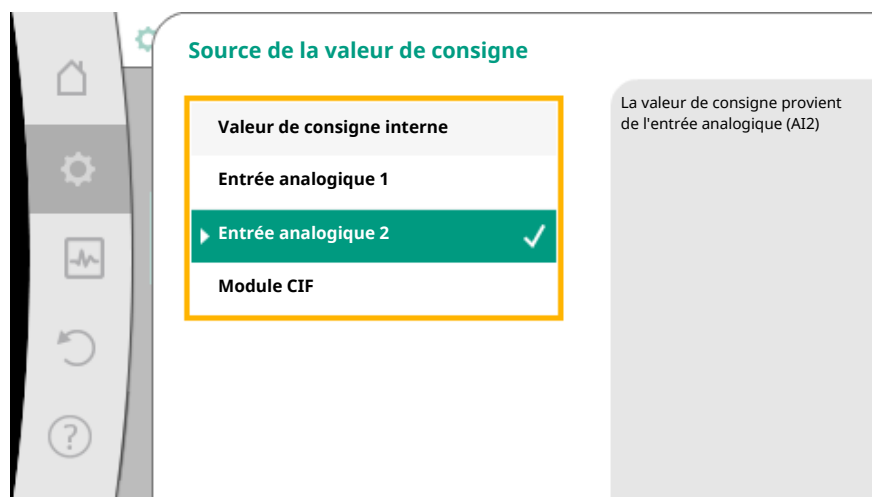 Source de la valeur de consigne
Valeur de consigne interne
Entrée analogique 1
Entrée analogique 2
Module CIF
La valeur de consigne provient
de l'entrée analogique (AI2)
?